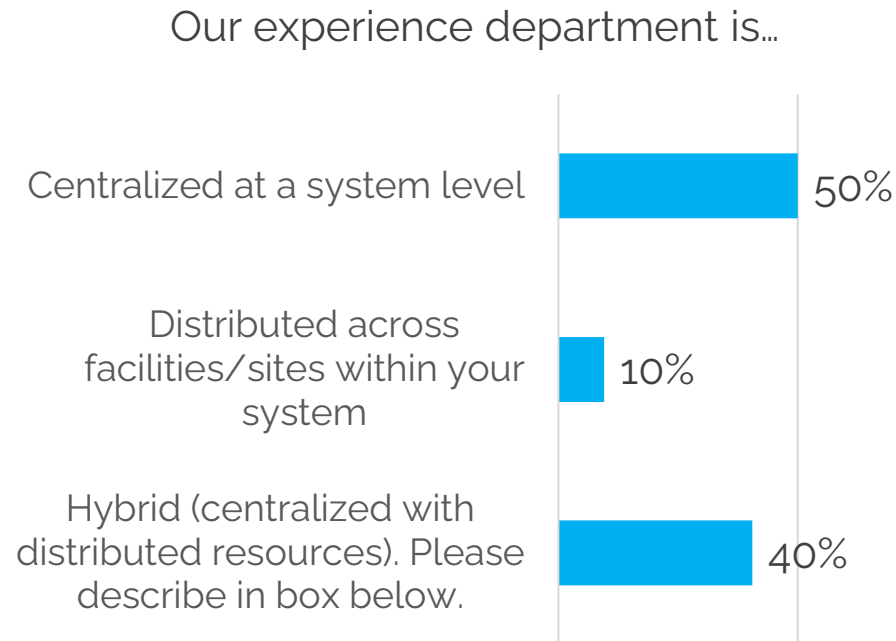 Our experience department is…
Centralized at a system level
50%
Distributed across
facilities/sites within your
system
10%
Hybrid (centralized with
distributed resources). Please
describe in box below.
40%